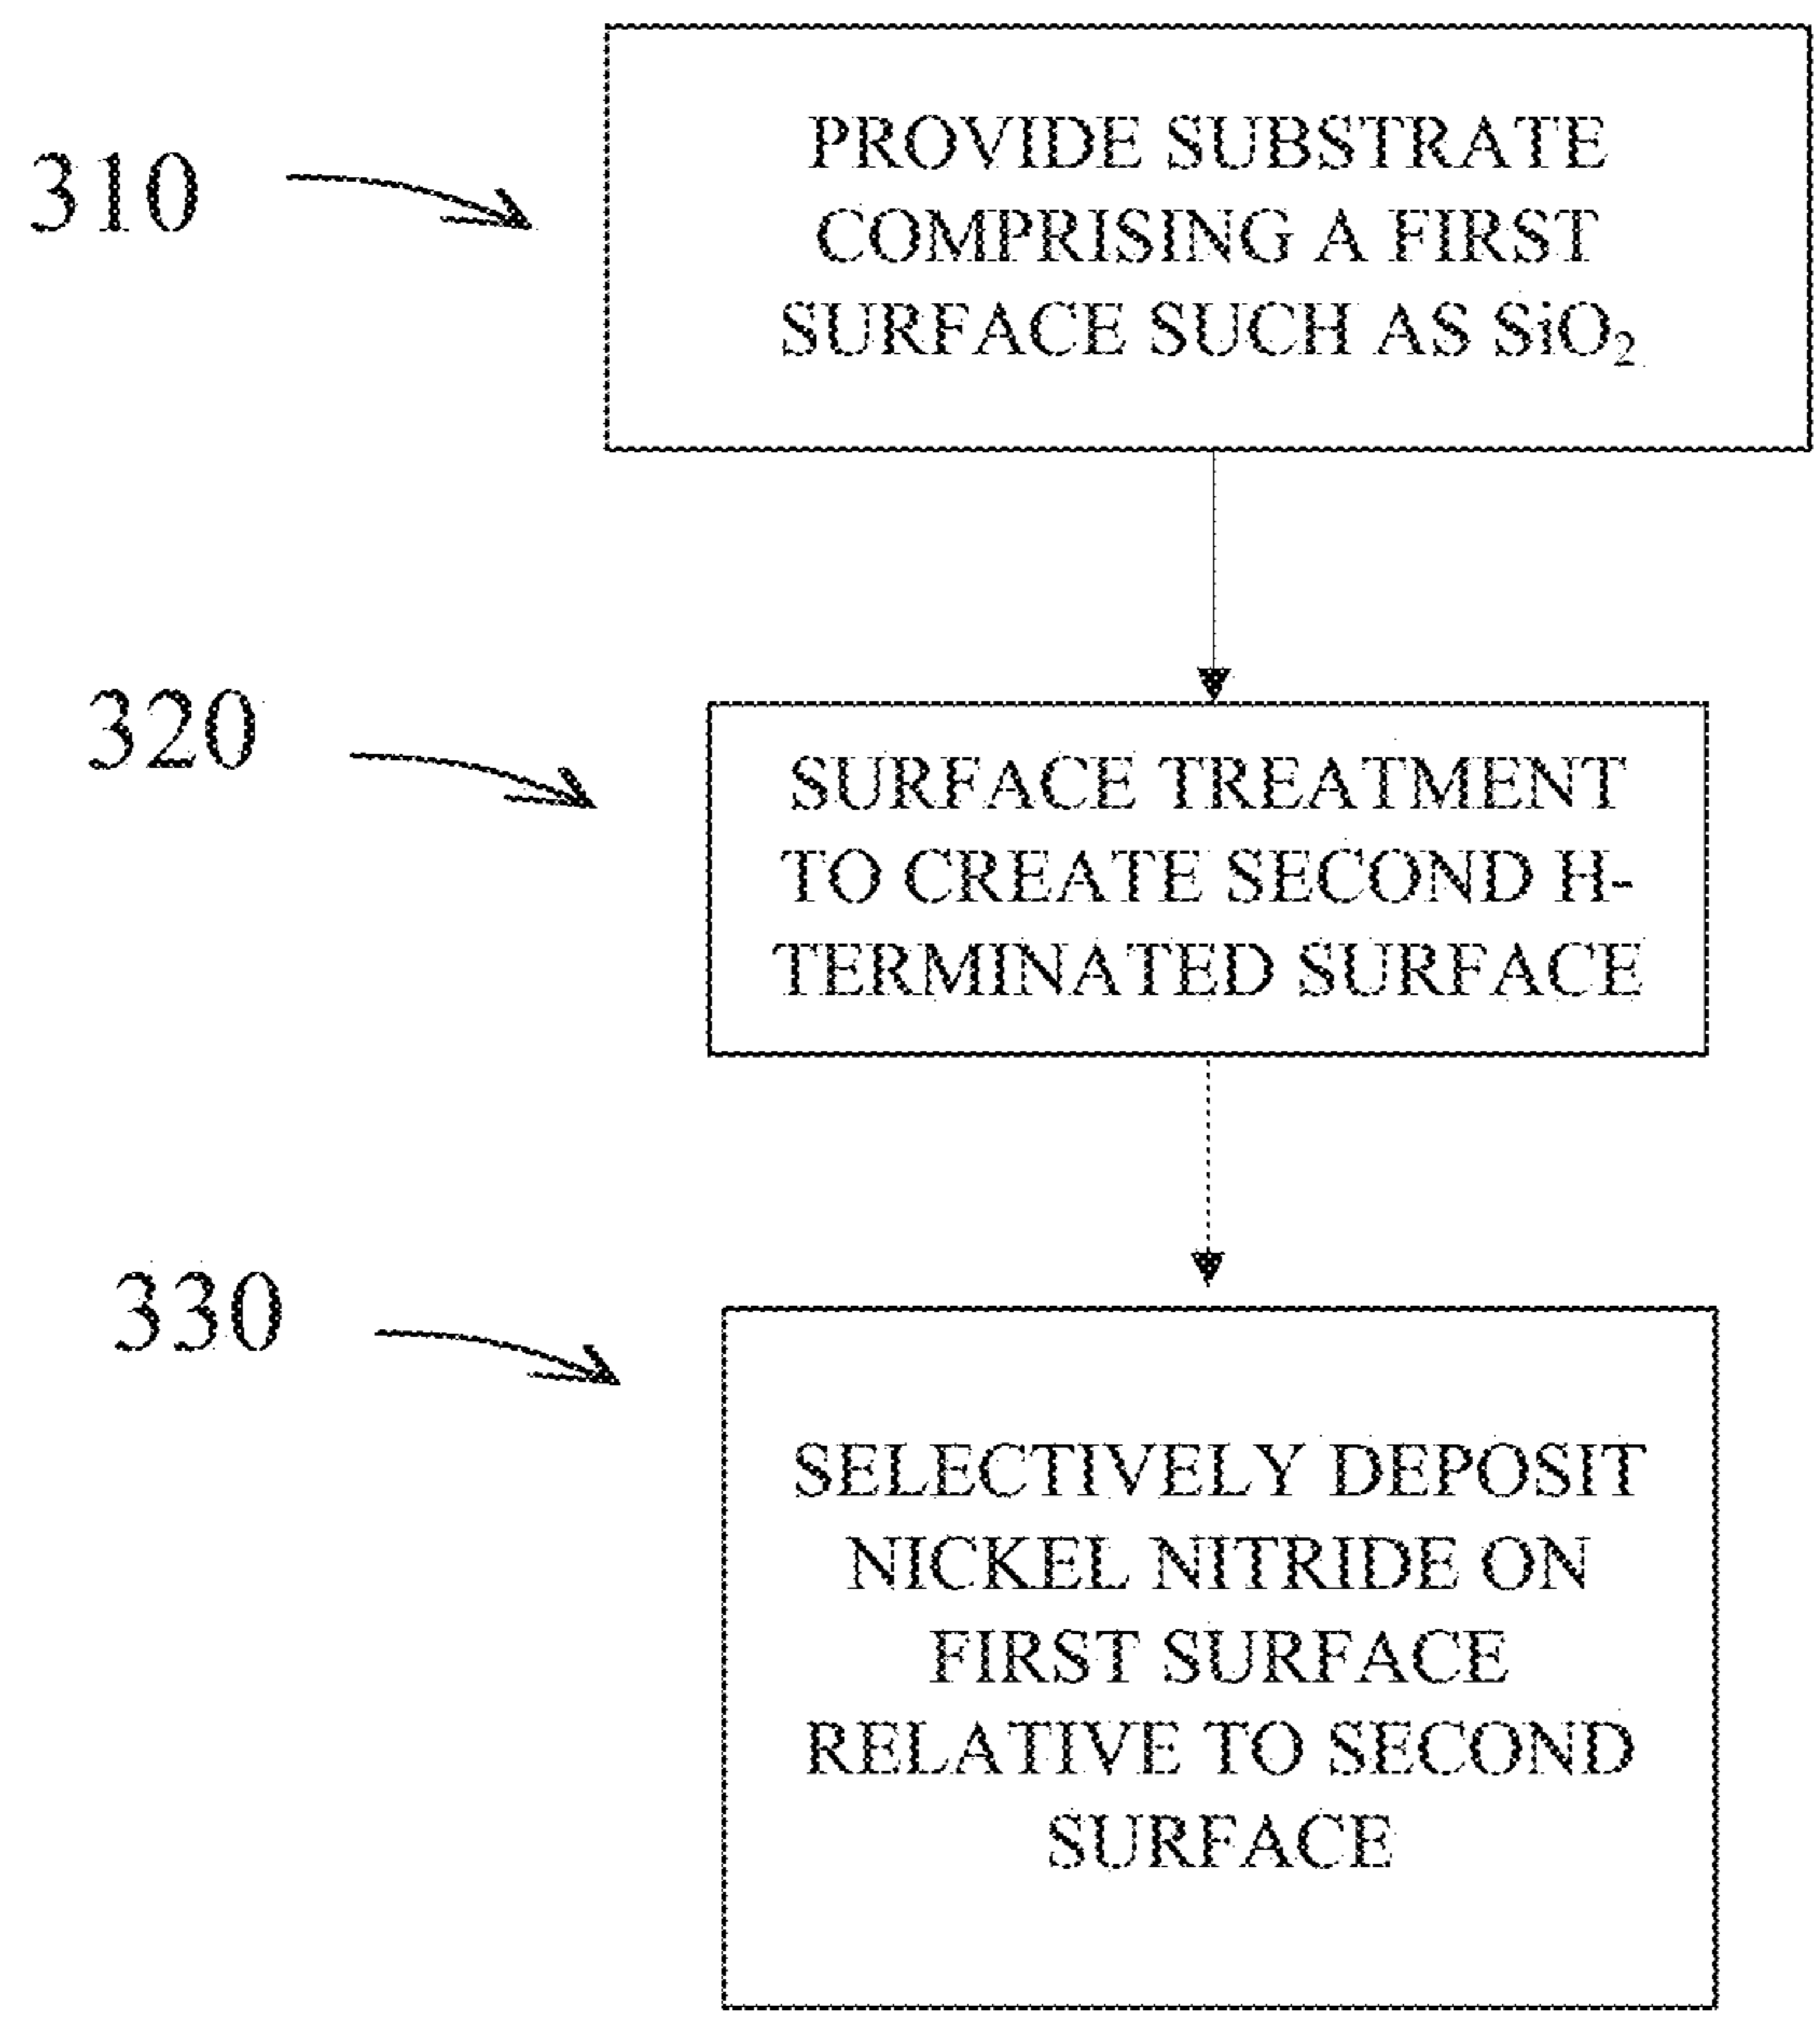 310
PROVIDE SUBSTRATE
COMPRISING A FIRST
SURFACE SUCH AS SiO₂
320
SURFACE TREATMENT
TO CREATE SECOND H-
TERMINATED SURFACE
330
SELECTIVELY DEPOSIT
NICKEL NITRIDE ON
FIRST SURFACE
RELATIVE TO SECOND
SURFACE